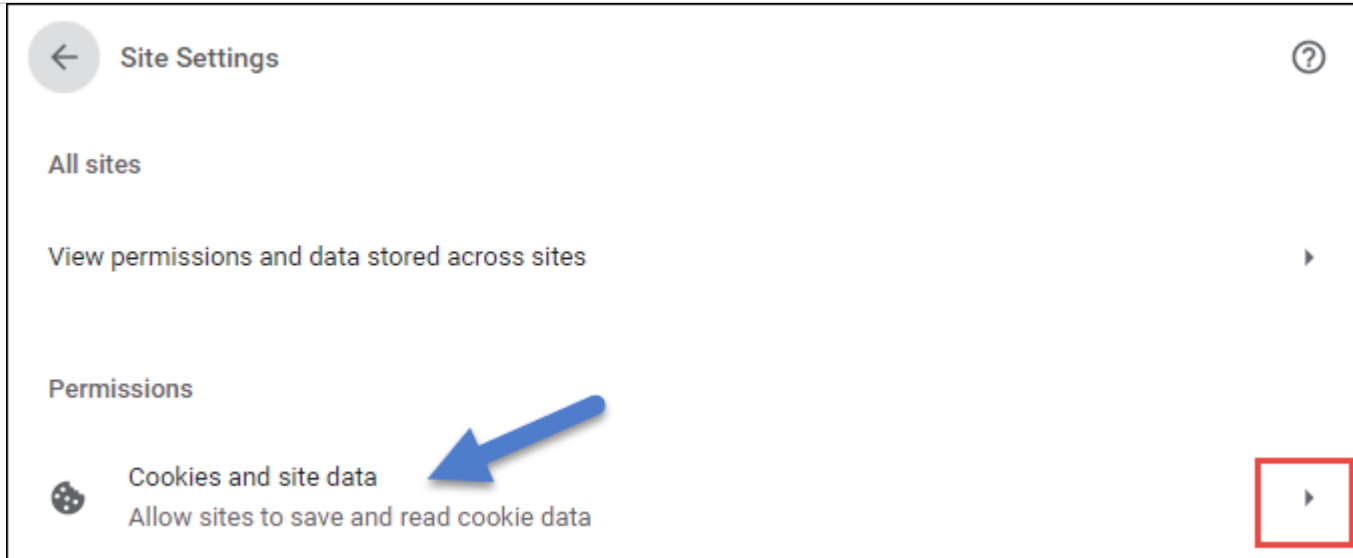 Site Settings
All sites
View permissions and data stored across sites
Permissions
Cookies and site data
Allow sites to save and read cookie data